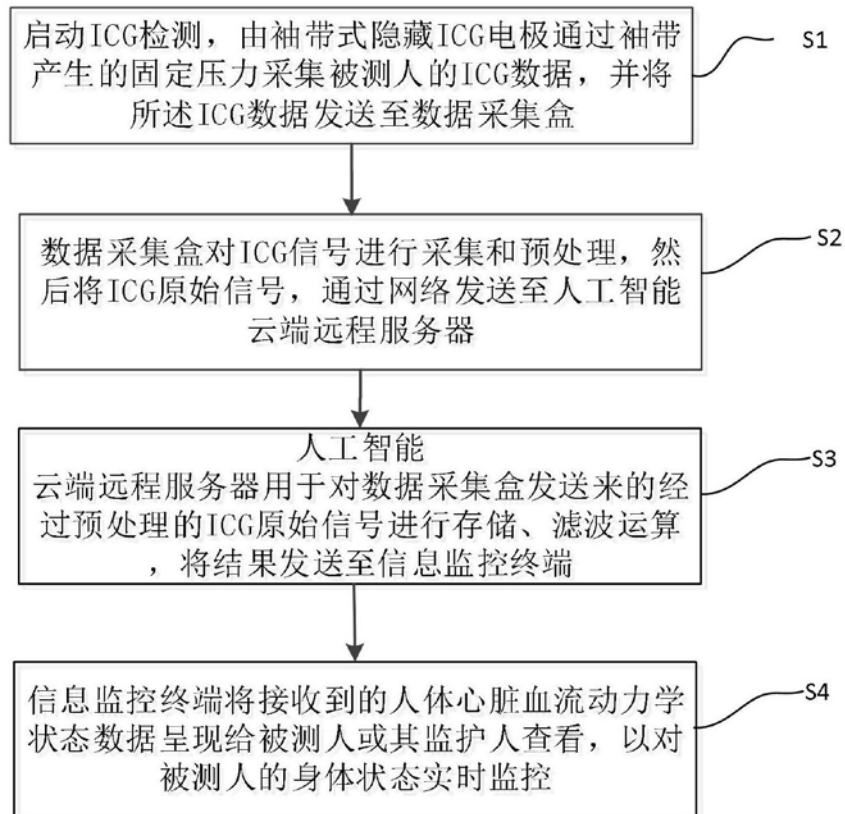 启动ICG检测，由袖带式隐藏ICG电极通过袖带
产生的固定压力采集被测人的ICG数据，并将
所述ICG数据发送至数据采集盒
S1
数据采集盒对ICG信号进行采集和预处理，然
后将ICG原始信号，通过网络发送至人工智能
云端远程服务器
S2
人工智能
云端远程服务器用于对数据采集盒发送来的经
过预处理的ICG原始信号进行存储、滤波运算
，将结果发送至信息监控终端
S3
信息监控终端将接收到的人体心脏血流动力学
状态数据呈现给被测人或其监护人查看，以对
被测人的身体状态实时监控
S4